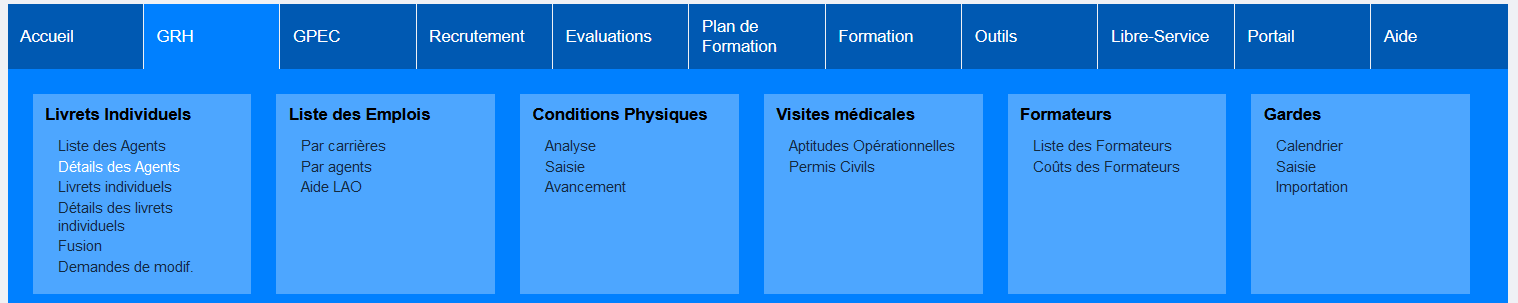 Accueil
GRH
GPEC
Recrutement
Evaluations
Plan de
Formation
Formation
Outils
Libre-Service
Portail
Aide
Livrets Individuels
Liste des Agents
Détails des Agents
Livrets individuels
Détails des livrets
individuels
Fusion
Demandes de modif.
Liste des Emplois
Par carrières
Par agents
Aide LAO
Conditions Physiques
Analyse
Saisie
Avancement
Visites médicales
Aptitudes Opérationnelles
Permis Civils
Formateurs
Liste des Formateurs
Coûts des Formateurs
Gardes
Calendrier
Saisie
Importation